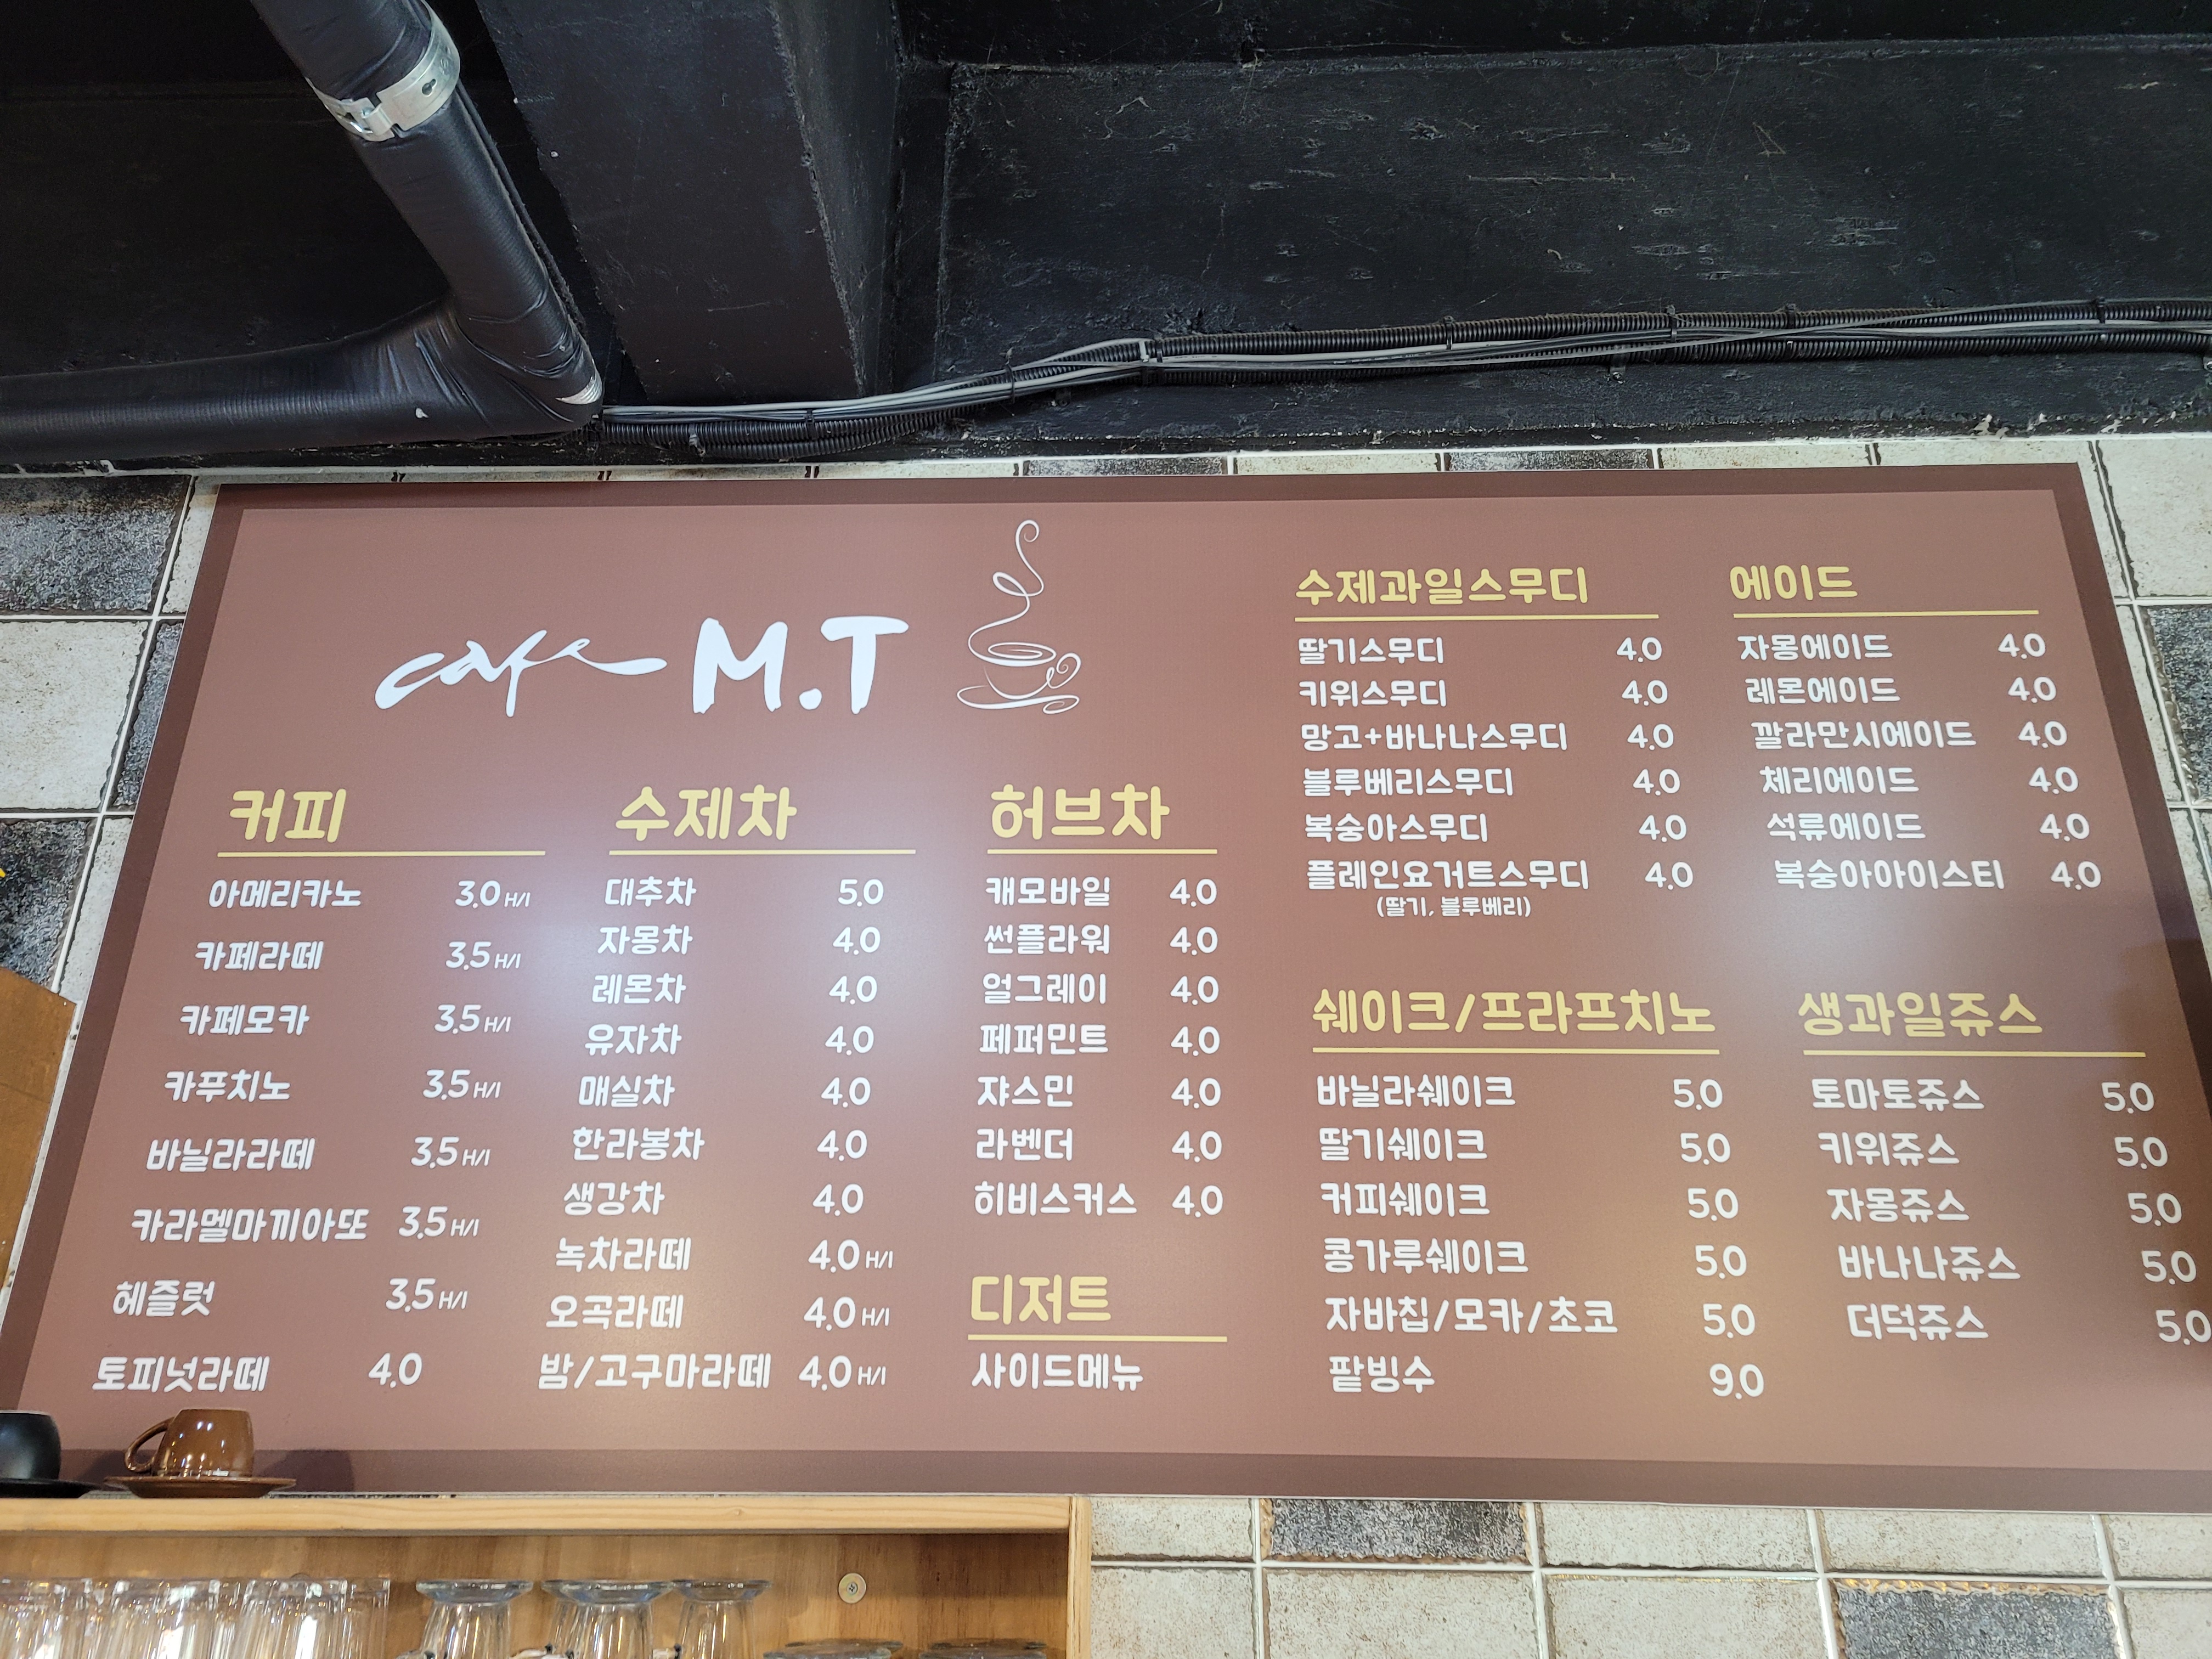 cafe M.T
커피
아메리카노 3.0 H/I
카페라떼 3.5 H/I
카페모카 3.5 H/I
카푸치노 3.5 H/I
바닐라라떼 3.5 H/I
카라멜마끼아또 3.5 H/I
헤즐럿 3.5 H/I
토피넛라떼 4.0
수제차
대추차 5.0
자몽차 4.0
레몬차 4.0
유자차 4.0
매실차 4.0
한라봉차 4.0
생강차 4.0
녹차라떼 4.0 H/I
오곡라떼 4.0 H/I
밤/고구마라떼 4.0 H/I
허브차
캐모바일 4.0
썬플라워 4.0
얼그레이 4.0
페퍼민트 4.0
쟈스민 4.0
라벤더 4.0
히비스커스 4.0
디저트
사이드메뉴
수제과일스무디
딸기스무디 4.0
키위스무디 4.0
망고+바나나스무디 4.0
블루베리스무디 4.0
복숭아스무디 4.0
플레인요거트스무디 4.0
(딸기, 블루베리)
에이드
자몽에이드 4.0
레몬에이드 4.0
깔라만시에이드 4.0
체리에이드 4.0
석류에이드 4.0
복숭아아이스티 4.0
쉐이크/프라프치노
바닐라쉐이크 5.0
딸기쉐이크 5.0
커피쉐이크 5.0
콩가루쉐이크 5.0
자바칩/모카/초코 5.0
팥빙수 9.0
생과일쥬스
토마토쥬스 5.0
키위쥬스 5.0
자몽쥬스 5.0
바나나쥬스 5.0
더덕쥬스 5.0